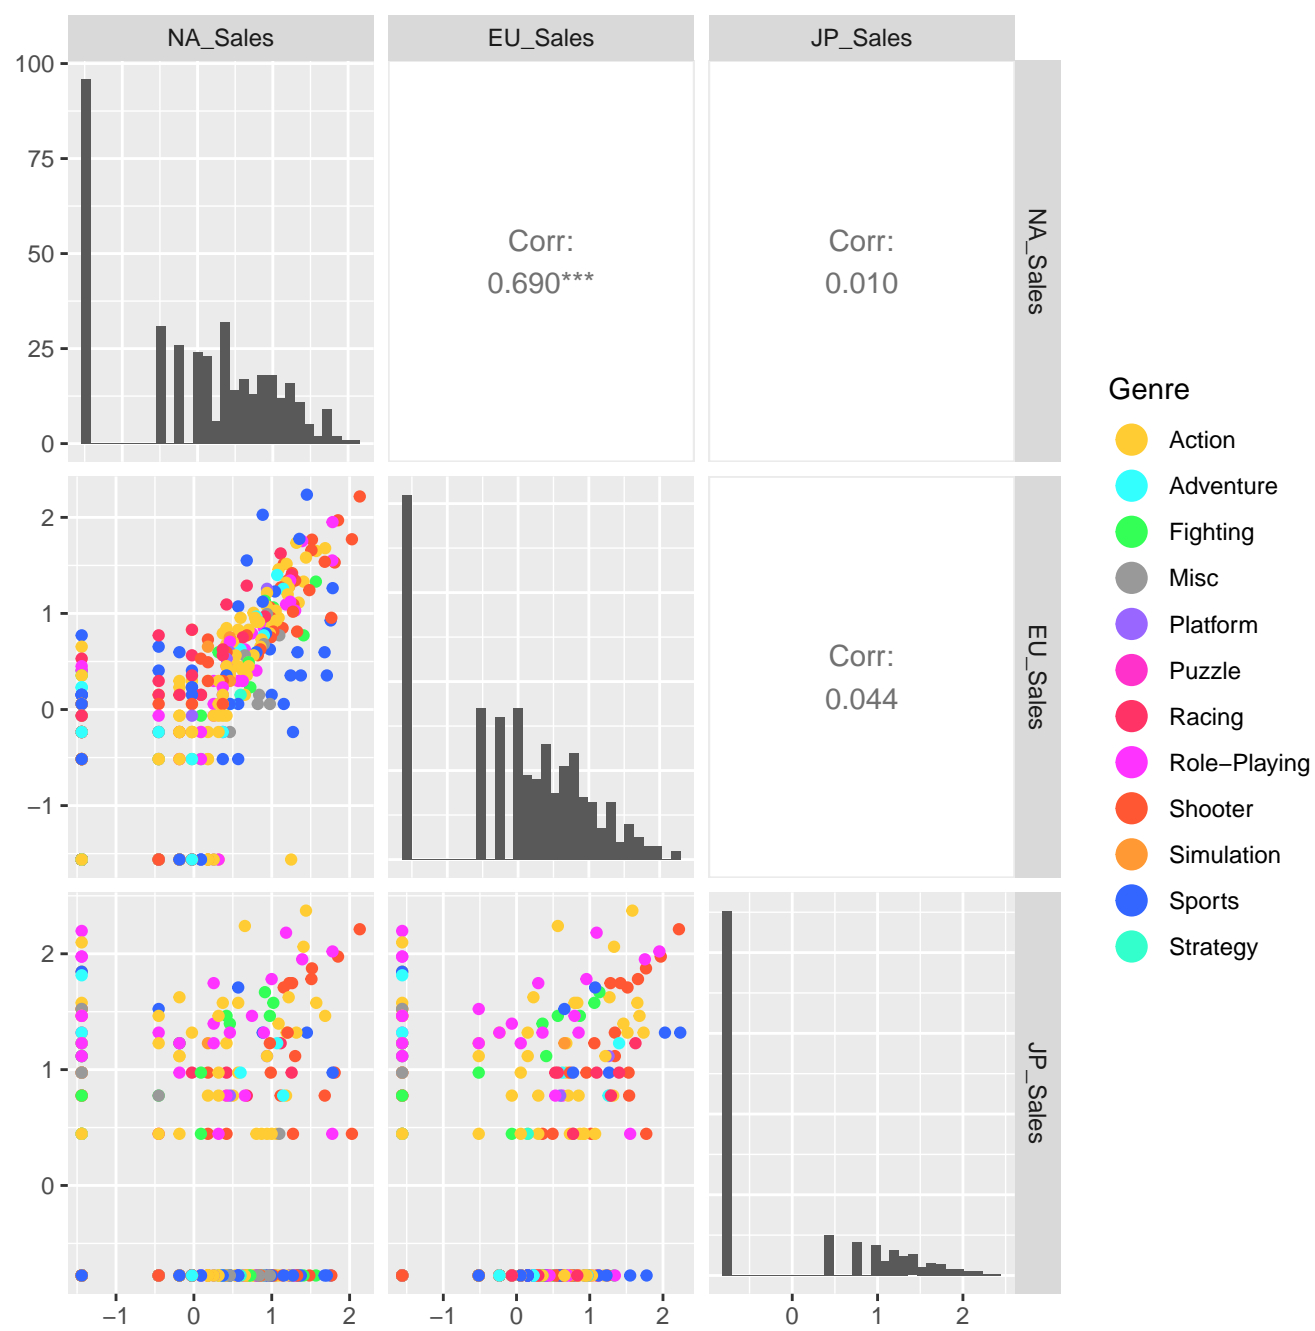 NA_Sales EU_Sales JP_Sales
100
75
50
25
0
Corr:
0.690***
Corr:
0.010
NA_Sales
2
1
0
−1
Corr:
0.044
EU_Sales
2
1
0
JP_Sales
−1 0 1 2 −1 0 1 2 0 1 2
Genre
Action
Adventure
Fighting
Misc
Platform
Puzzle
Racing
Role−Playing
Shooter
Simulation
Sports
Strategy